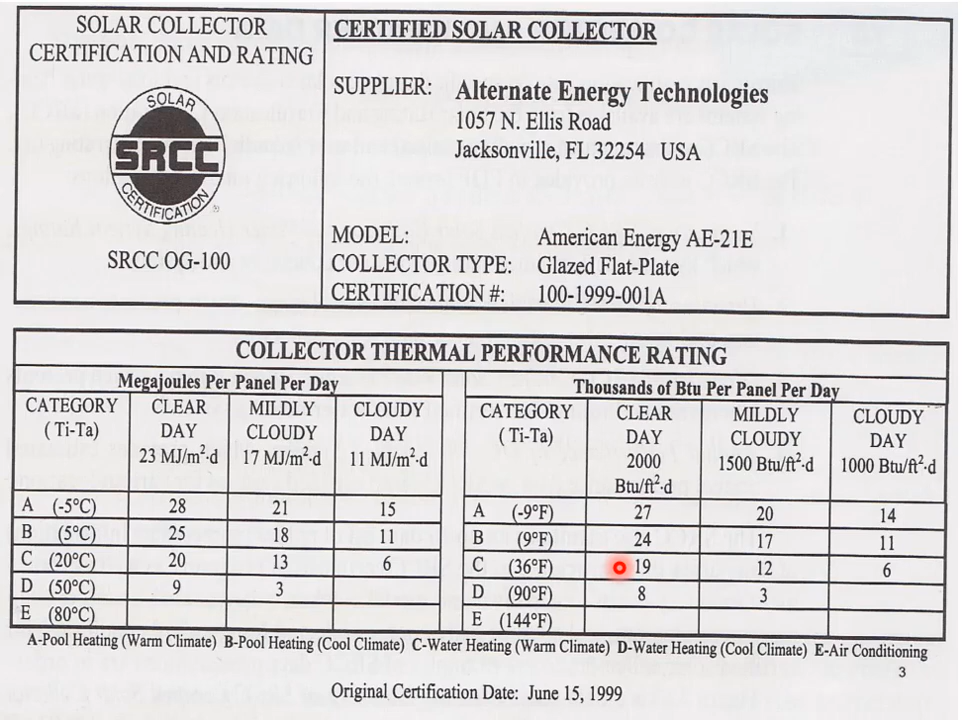 SOLAR COLLECTOR
CERTIFICATION AND RATING
SOLAR
SRCC
CERTIFICATION
SRCC OG-100
CERTIFIED SOLAR COLLECTOR
SUPPLIER: Alternate Energy Technologies
1057 N. Ellis Road
Jacksonville, FL 32254 USA
MODEL: American Energy AE-21E
COLLECTOR TYPE: Glazed Flat-Plate
CERTIFICATION #: 100-1999-001A
COLLECTOR THERMAL PERFORMANCE RATING
Megajoules Per Panel Per Day
CATEGORY CLEAR MILDLY CLOUDY
( Ti-Ta) DAY CLOUDY DAY
23 MJ/m²·d 17 MJ/m²·d 11 MJ/m²·d
A (-5°C) 28 21 15
B (5°C) 25 18 11
C (20°C) 20 13 6
D (50°C) 9 3
E (80°C)
Thousands of Btu Per Panel Per Day
CATEGORY CLEAR MILDLY CLOUDY
( Ti-Ta) DAY CLOUDY DAY
2000 1500 Btu/ft²·d 1000 Btu/ft²·d
Btu/ft²·d
A (-9°F) 27 20 14
B (9°F) 24 17 11
C (36°F) 12 6
D (90°F) 8 3
E (144°F)
A-Pool Heating (Warm Climate) B-Pool Heating (Cool Climate) C-Water Heating (Warm Climate) D-Water Heating (Cool Climate) E-Air Conditioning
3
Original Certification Date: June 15, 1999